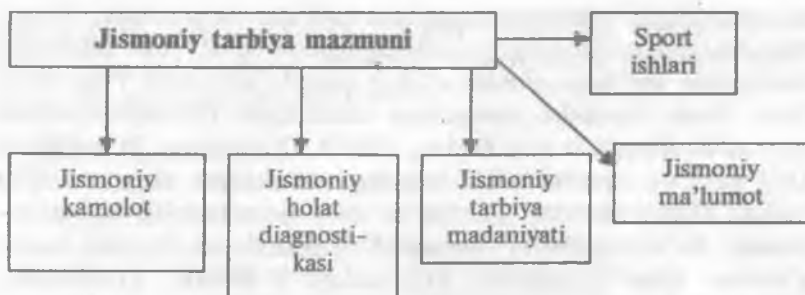 Jismoniy tarbiya mazmuni
Sport
ishlari
Jismoniy
kamolot
Jismoniy
holat
diagnosti-
kasi
Jismoniy
tarbiya
madaniyati
Jismoniy
ma'lumot